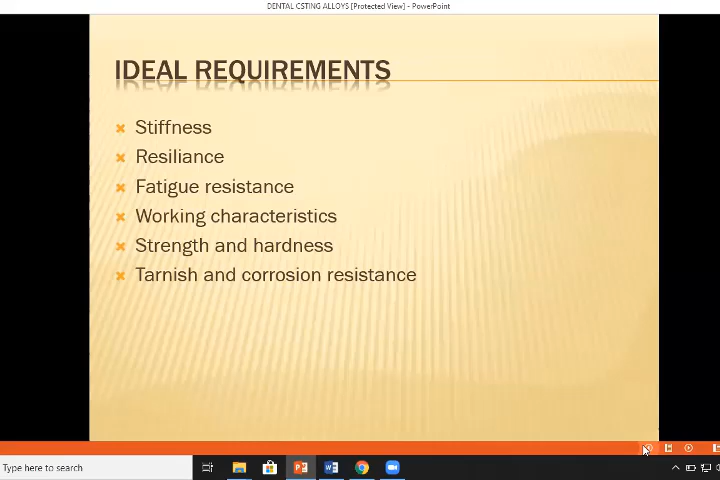 DENTAL CSTING ALLOYS [Protected View] - PowerPoint
IDEAL REQUIREMENTS
Stiffness
Resiliance
Fatigue resistance
Working characteristics
Strength and hardness
Tarnish and corrosion resistance
Type here to search